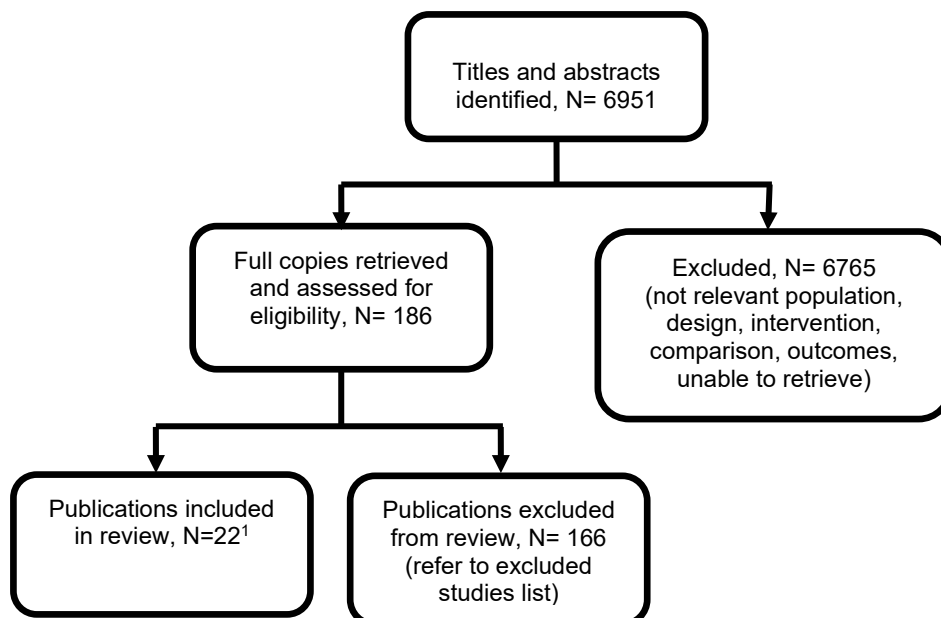 Titles and abstracts
identified, N= 6951
Full copies retrieved
and assessed for
eligibility, N= 186
Excluded, N= 6765
(not relevant population,
design, intervention,
comparison, outcomes,
unable to retrieve)
Publications included
in review, N=22¹
Publications excluded
from review, N= 166
(refer to excluded
studies list)